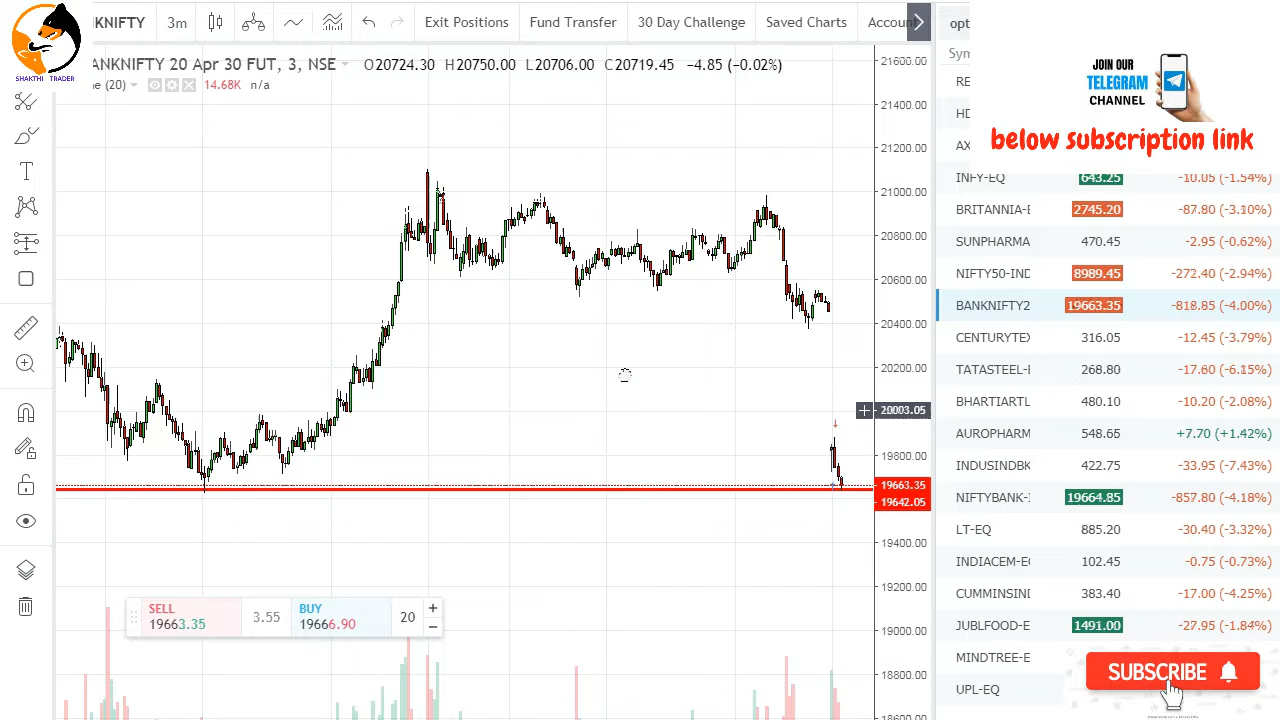 SHAKTHI TRADER
NKNIFTY
3m
Exit Positions
Fund Transfer
30 Day Challenge
Saved Charts
Accoun
ANKNIFTY 20 Apr 30 FUT, 3, NSE
O20724.30 H20750.00 L20706.00 C20719.45 -4.85 (-0.02%)
me (20)
14.68K n/a
21600.00
21400.00
21200.00
21000.00
20800.00
20600.00
20400.00
20200.00
20003.05
19800.00
19663.35
19642.05
19400.00
19200.00
19000.00
18800.00
18600.00
SELL
19663.35
3.55
BUY
19666.90
20
opt
Sym
RE
HD
AX
JOIN OUR
TELEGRAM
CHANNEL
below subscription link
INFY-EQ 643.25 -10.05 (-1.54%)
BRITANNIA-E 2745.20 -87.80 (-3.10%)
SUNPHARMA 470.45 -2.95 (-0.62%)
NIFTY50-IND 8989.45 -272.40 (-2.94%)
BANKNIFTY2 19663.35 -818.85 (-4.00%)
CENTURYTEX 316.05 -12.45 (-3.79%)
TATASTEEL-E 268.80 -17.60 (-6.15%)
BHARTIARTL 480.10 -10.20 (-2.08%)
AUROPHARM 548.65 +7.70 (+1.42%)
INDUSINDBK 422.75 -33.95 (-7.43%)
NIFTYBANK-I 19664.85 -857.80 (-4.18%)
LT-EQ 885.20 -30.40 (-3.32%)
INDIACEM-EQ 102.45 -0.75 (-0.73%)
CUMMINSIND 383.40 -17.00 (-4.25%)
JUBLFOOD-E 1491.00 -27.95 (-1.84%)
MINDTREE-E
UPL-EQ
SUBSCRIBE